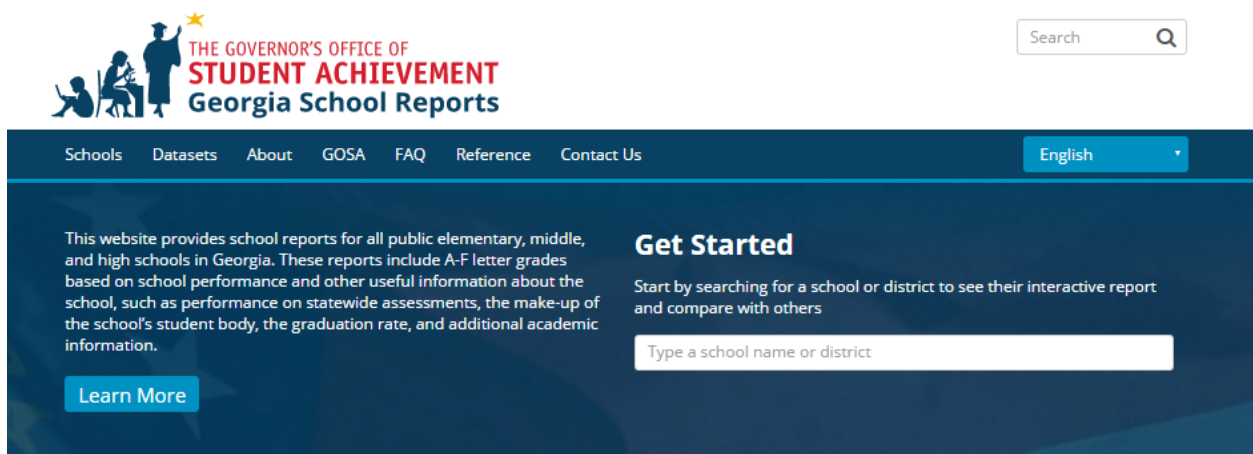 THE GOVERNOR'S OFFICE OF
STUDENT ACHIEVEMENT
Georgia School Reports
Search
Schools Datasets About GOSA FAQ Reference Contact Us
English
This website provides school reports for all public elementary, middle,
and high schools in Georgia. These reports include A-F letter grades
based on school performance and other useful information about the
school, such as performance on statewide assessments, the make-up of
the school's student body, the graduation rate, and additional academic
information.
Learn More
Get Started
Start by searching for a school or district to see their interactive report
and compare with others
Type a school name or district